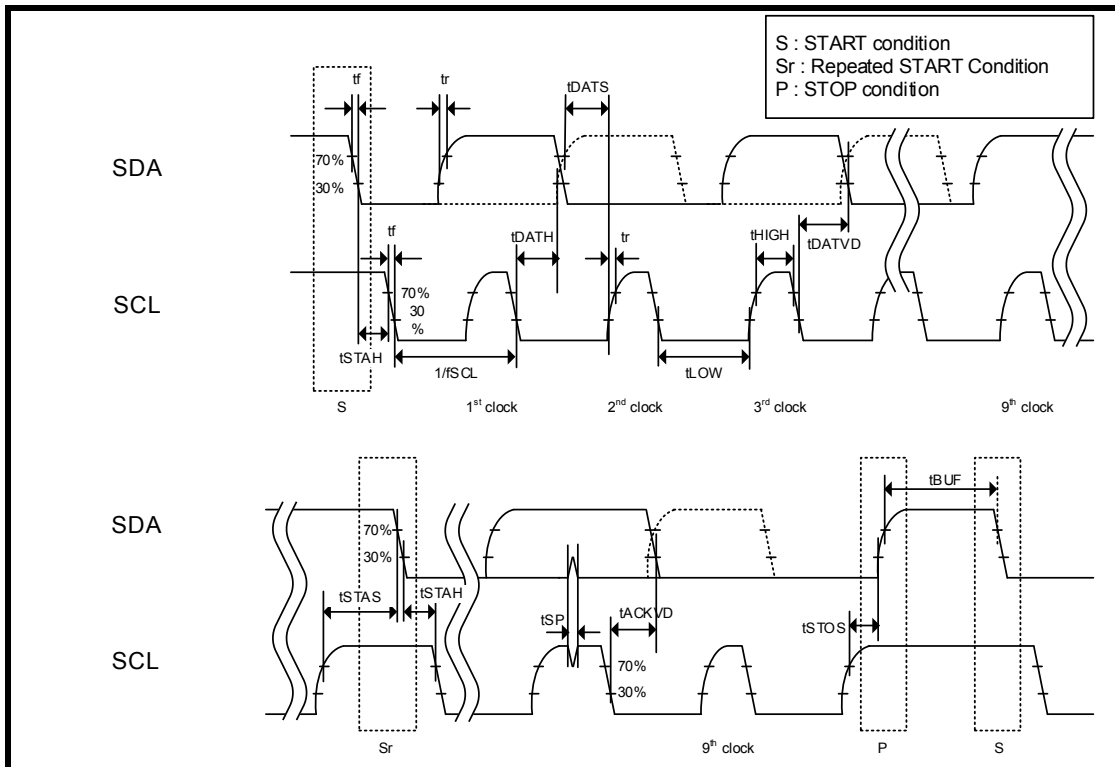 S : START condition
Sr : Repeated START Condition
P : STOP condition
tf
tr
tDATS
SDA
70%
30%
tf
tDATH
tr
tHIGH
tDATVD
SCL
70%
30
%
tSTAH
1/fSCL
tLOW
S
1st clock
2nd clock
3rd clock
9th clock
tBUF
SDA
70%
30%
tSTAS
tSTAH
tSP
tACKVD
tSTOS
SCL
70%
30%
Sr
9th clock
P
S